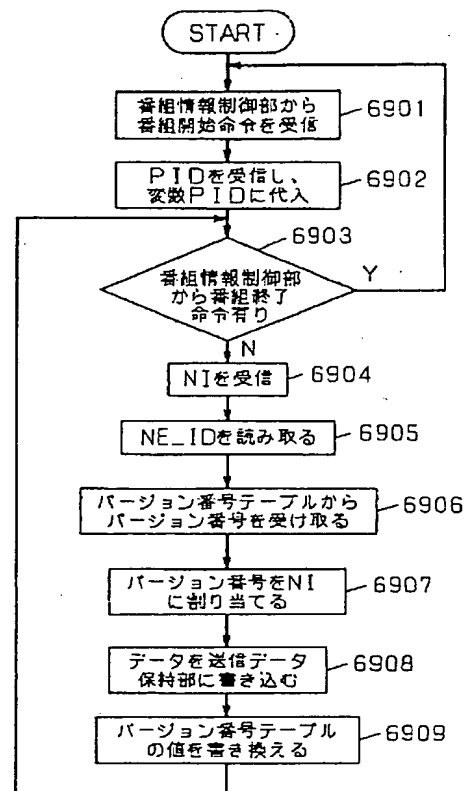 START
番組情報制御部から
番組開始命令を受信
6901
PIDを受信し、
変数PIDに代入
6902
6903
番組情報制御部
から番組終了
命令有り
Y
N
NIを受信
6904
NE_IDを読み取る
6905
バージョン番号テーブルから
バージョン番号を受け取る
6906
バージョン番号をNI
に割り当てる
6907
データを送信データ
保持部に書き込む
6908
バージョン番号テーブル
の値を書き換える
6909